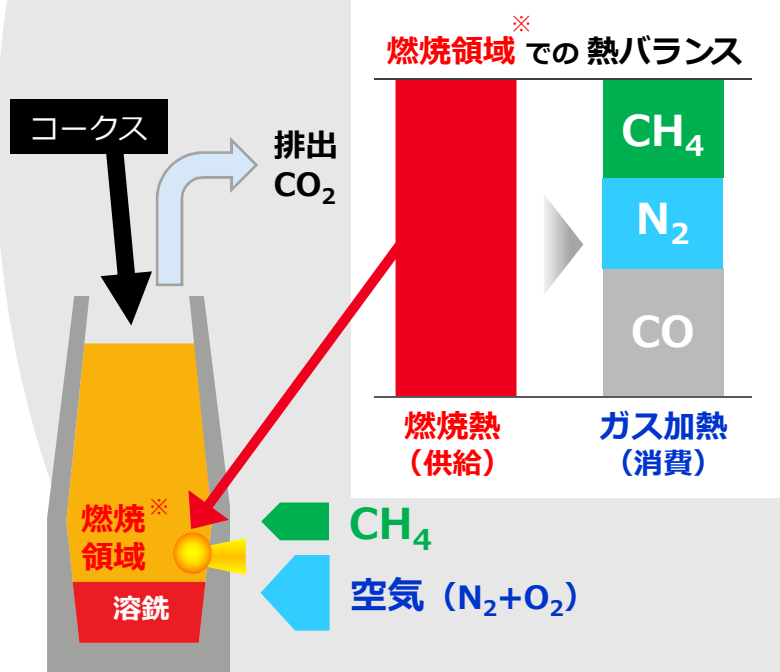 燃焼領域※での 熱バランス
コークス
排出
CO₂
CH₄
N₂
CO
燃焼熱
（供給）
ガス加熱
（消費）
燃焼※
領域
溶銑
CH₄
空気（N₂+O₂）